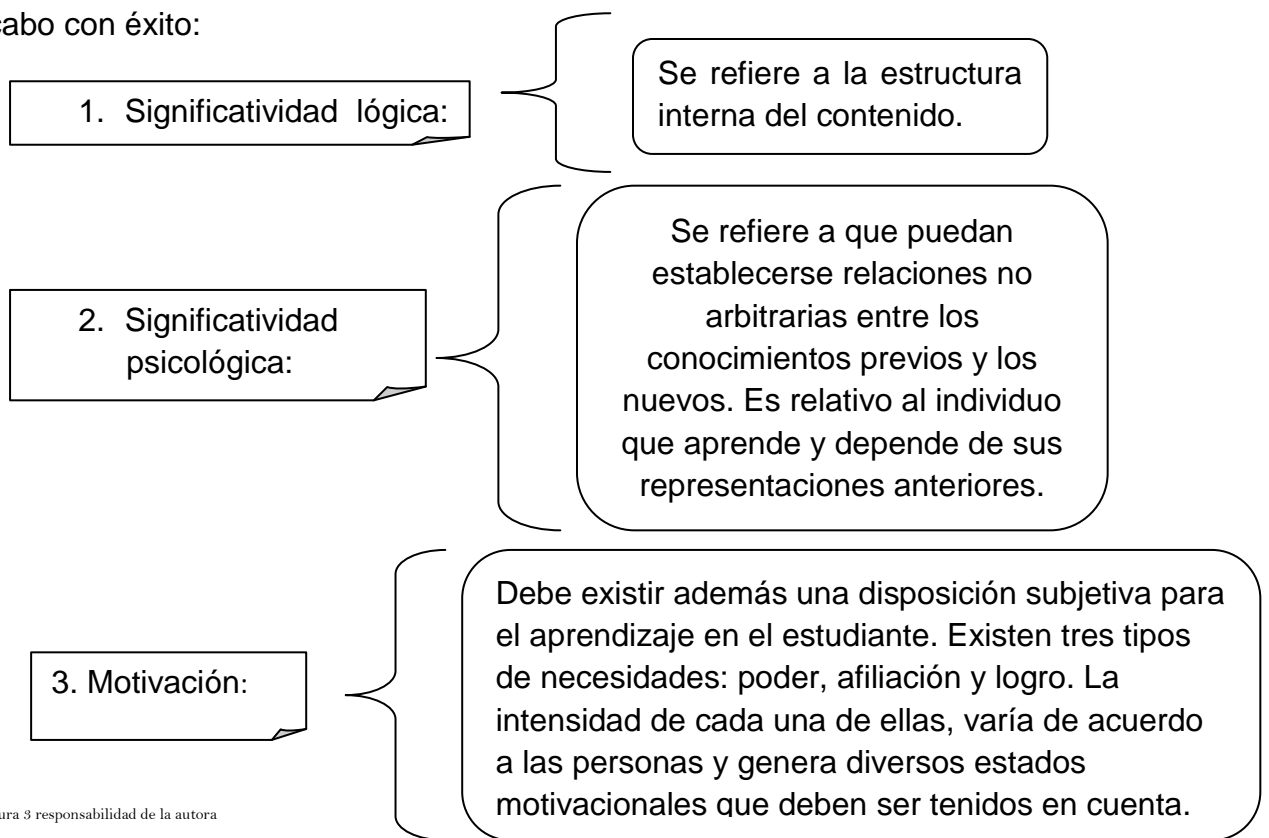 cabo con éxito:
1. Significatividad lógica:
Se refiere a la estructura
interna del contenido.
2. Significatividad
psicológica:
Se refiere a que puedan
establecerse relaciones no
arbitrarias entre los
conocimientos previos y los
nuevos. Es relativo al individuo
que aprende y depende de sus
representaciones anteriores.
3. Motivación:
Debe existir además una disposición subjetiva para
el aprendizaje en el estudiante. Existen tres tipos
de necesidades: poder, afiliación y logro. La
intensidad de cada una de ellas, varía de acuerdo
a las personas y genera diversos estados
motivacionales que deben ser tenidos en cuenta.
ura 3 responsabilidad de la autora